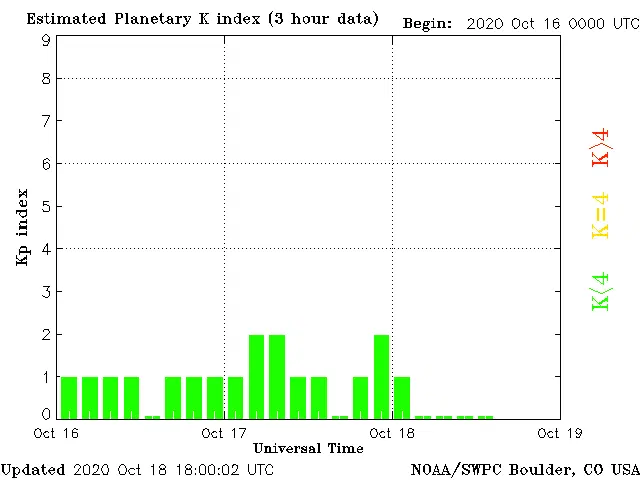 Estimated Planetary K index (3 hour data)
Begin: 2020 Oct 16 0000 UTC
9
8
7
6
5
4
3
2
1
0
Kp index
K>4
K=4
K<4
Oct 16 Oct 17 Oct 18 Oct 19
Universal Time
Updated 2020 Oct 18 18:00:02 UTC
NOAA/SWPC Boulder, CO USA